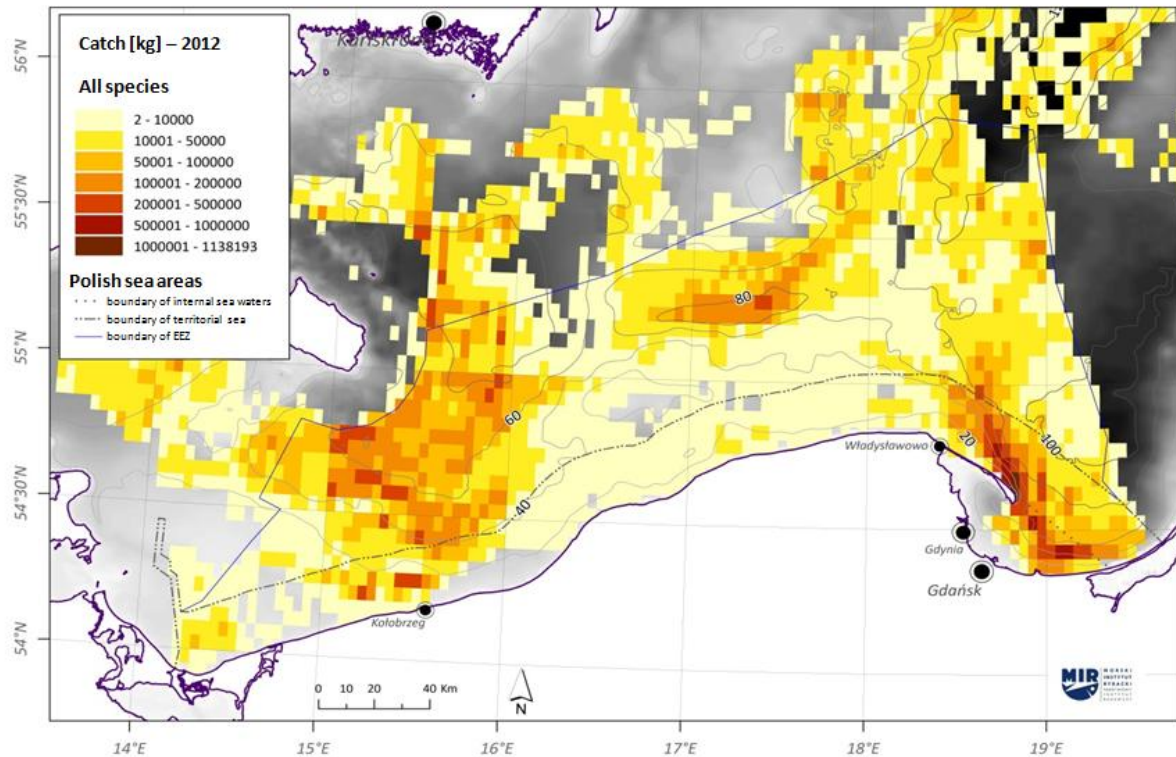 Catch [kg] – 2012
All species
2 - 10000
10001 - 50000
50001 - 100000
100001 - 200000
200001 - 500000
500001 - 1000000
1000001 - 1138193
Polish sea areas
boundary of internal sea waters
boundary of territorial sea
boundary of EEZ
56°N
55°30'N
55°N
54°30'N
54°N
80
60
40
20
100
Władysławowo
Gdynia
Gdańsk
Kołobrzeg
0 10 20 40 Km
N
MIR
MORSKI
INSTYTUT
RYBACKI
14°E 15°E 16°E 17°E 18°E 19°E